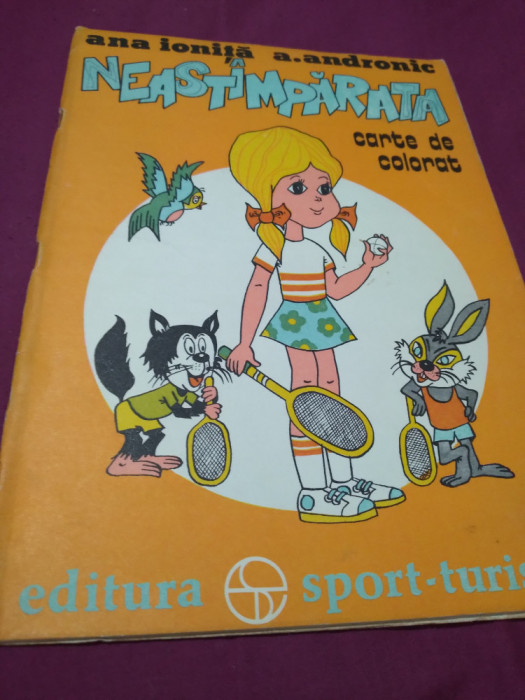 ana ioniță a.andronic
NEASTÎMPĂRATA
carte de
colorat
editura sport-turis